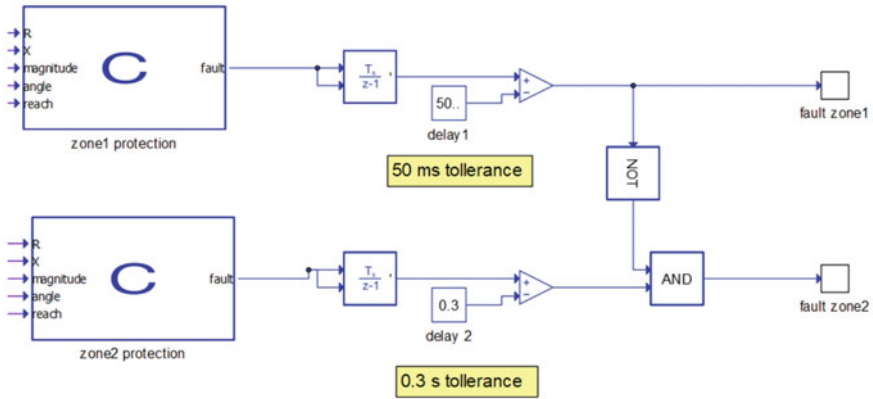 R
X
magnitude
angle
reach
C
fault
zone1 protection
Ts
z-1
50..
delay1
+
−
50 ms tollerance
fault zone1
NOT
R
X
magnitude
angle
reach
C
fault
zone2 protection
Ts
z-1
0.3
delay 2
+
−
0.3 s tollerance
AND
fault zone2